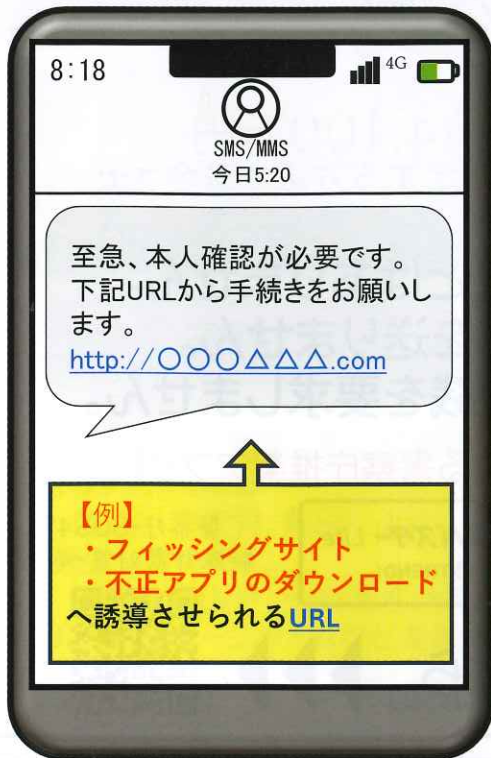 8:18
4G
SMS/MMS
今日5:20
至急、本人確認が必要です。
下記URLから手続きをお願いし
ます。
http://〇〇〇△△△.com
【例】
・フィッシングサイト
・不正アプリのダウンロード
へ誘導させられるURL